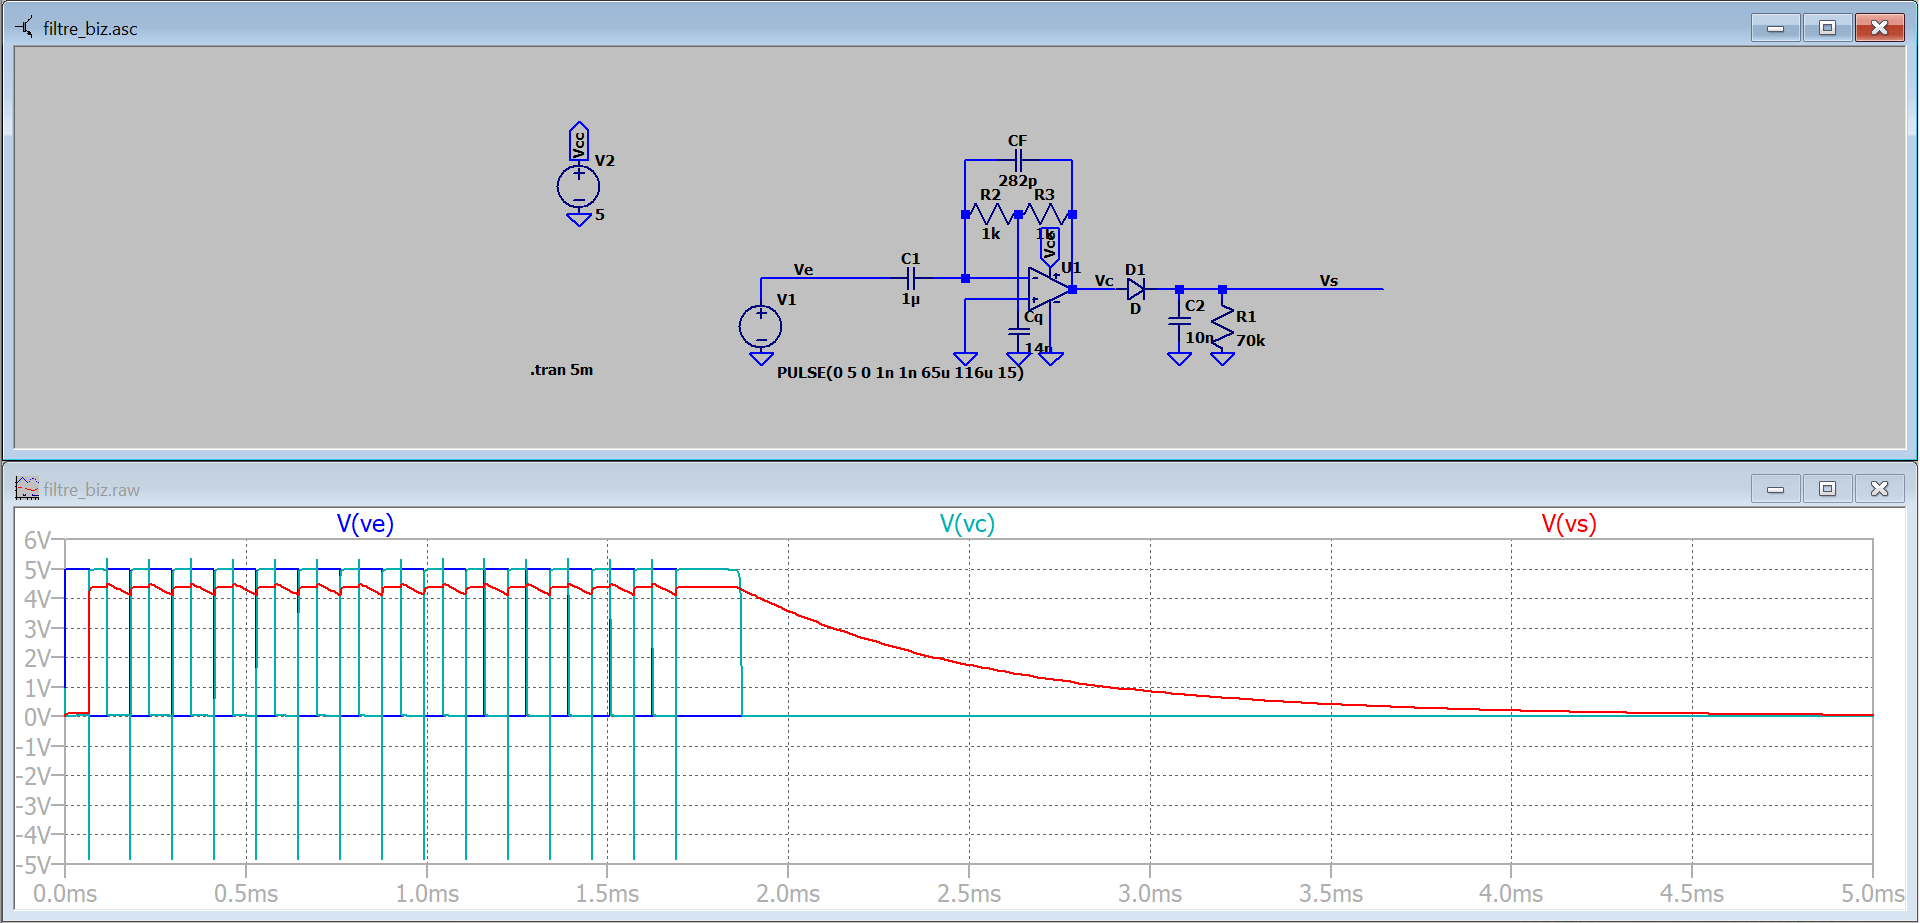 filtre_biz.asc
Vcc
V2
5
CF
282p
R2
R3
1k
1k
Vcc
U1
C1
1µ
Ve
V1
Vc
D1
D
Vs
Cq
14n
C2
10n
R1
70k
.tran 5m
PULSE(0 5 0 1n 1n 65u 116u 15)
filtre_biz.raw
V(ve)
V(vc)
V(vs)
6V
5V
4V
3V
2V
1V
0V
-1V
-2V
-3V
-4V
-5V
0.0ms
0.5ms
1.0ms
1.5ms
2.0ms
2.5ms
3.0ms
3.5ms
4.0ms
4.5ms
5.0ms